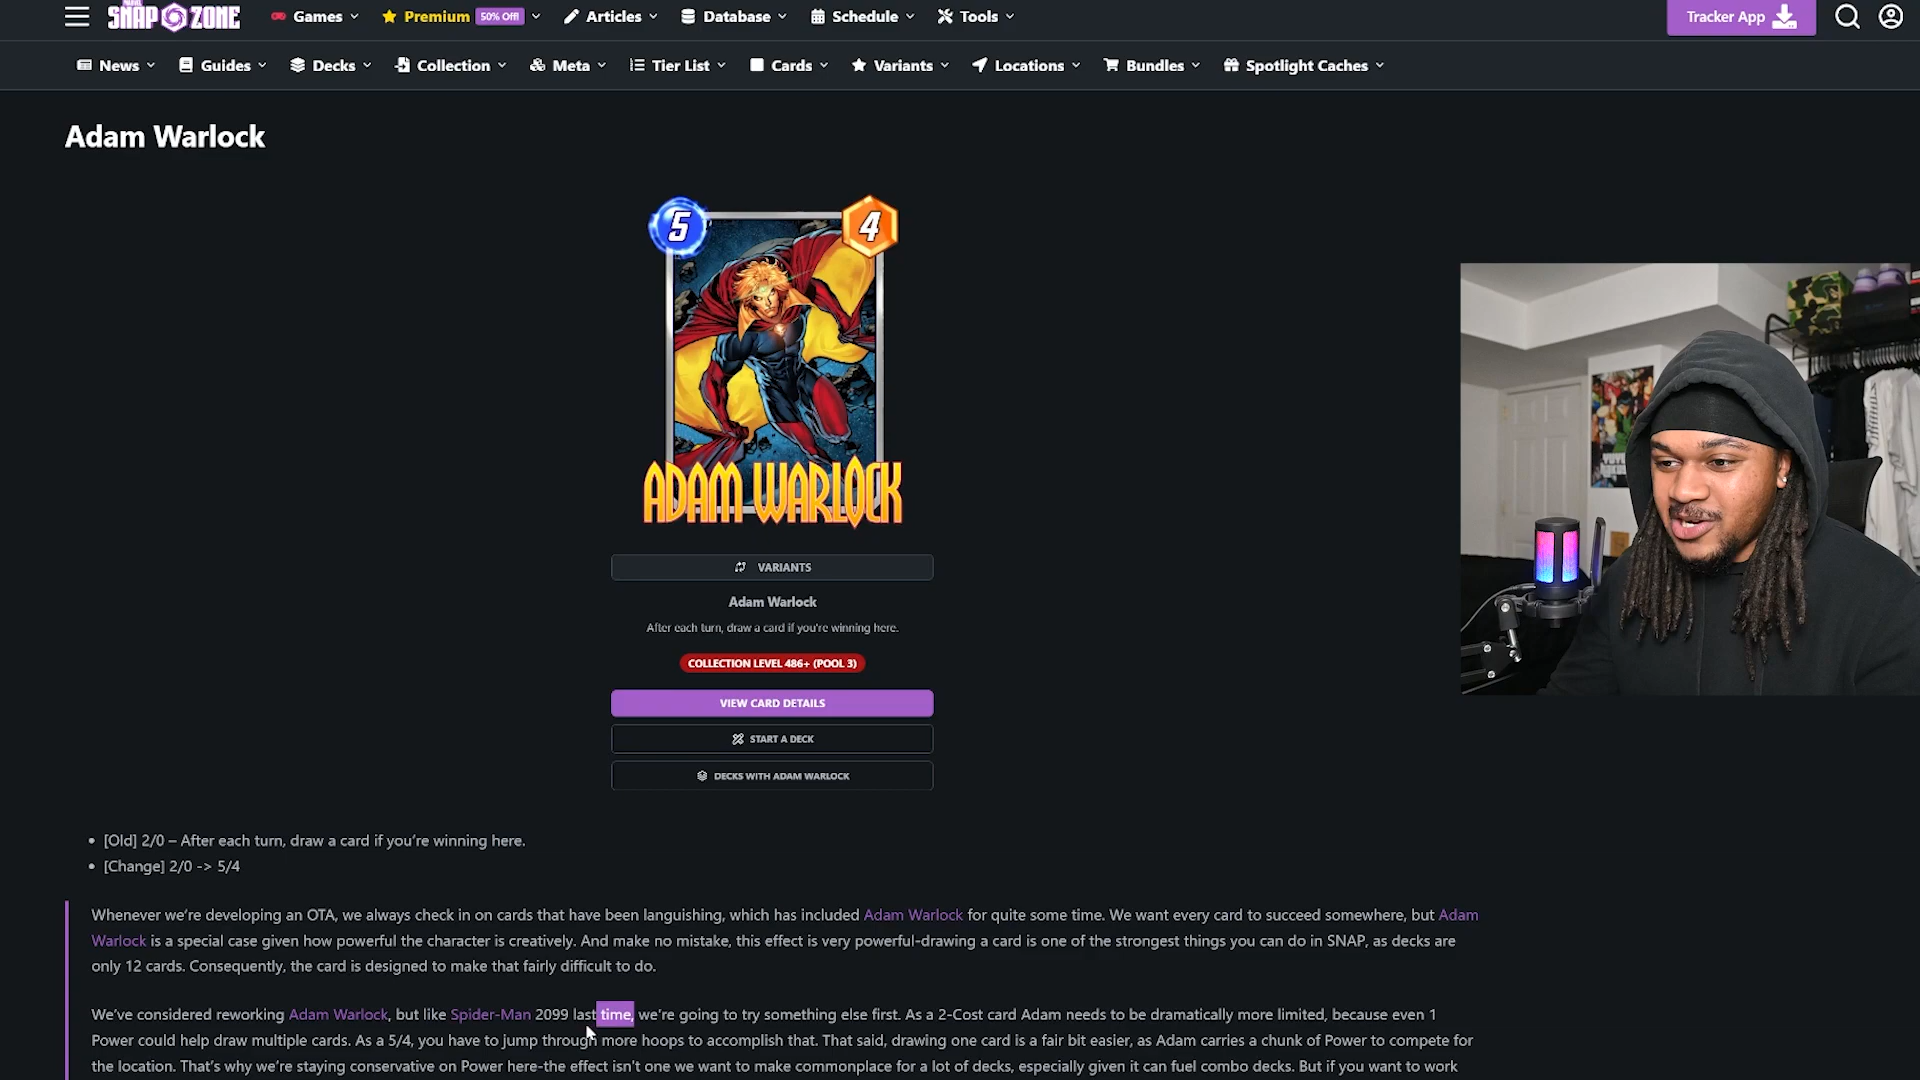 MARVEL
SNAP ZONE
Games
Premium 50% Off!
Articles
Database
Schedule
Tools
Tracker App
News
Guides
Decks
Collection
Meta
Tier List
Cards
Variants
Locations
Bundles
Spotlight Caches
Adam Warlock
5
4
ADAM WARLOCK
VARIANTS
Adam Warlock
After each turn, draw a card if you're winning here.
COLLECTION LEVEL 486+ (POOL 3)
VIEW CARD DETAILS
START A DECK
DECKS WITH ADAM WARLOCK
• [Old] 2/0 – After each turn, draw a card if you’re winning here.
• [Change] 2/0 -> 5/4
Whenever we’re developing an OTA, we always check in on cards that have been languishing, which has included Adam Warlock for quite some time. We want every card to succeed somewhere, but Adam
Warlock is a special case given how powerful the character is creatively. And make no mistake, this effect is very powerful-drawing a card is one of the strongest things you can do in SNAP, as decks are
only 12 cards. Consequently, the card is designed to make that fairly difficult to do.
We’ve considered reworking Adam Warlock, but like Spider-Man 2099 last time, we’re going to try something else first. As a 2-Cost card Adam needs to be dramatically more limited, because even 1
Power could help draw multiple cards. As a 5/4, you have to jump through more hoops to accomplish that. That said, drawing one card is a fair bit easier, as Adam carries a chunk of Power to compete for
the location. That’s why we’re staying conservative on Power here-the effect isn't one we want to make commonplace for a lot of decks, especially given it can fuel combo decks. But if you want to work